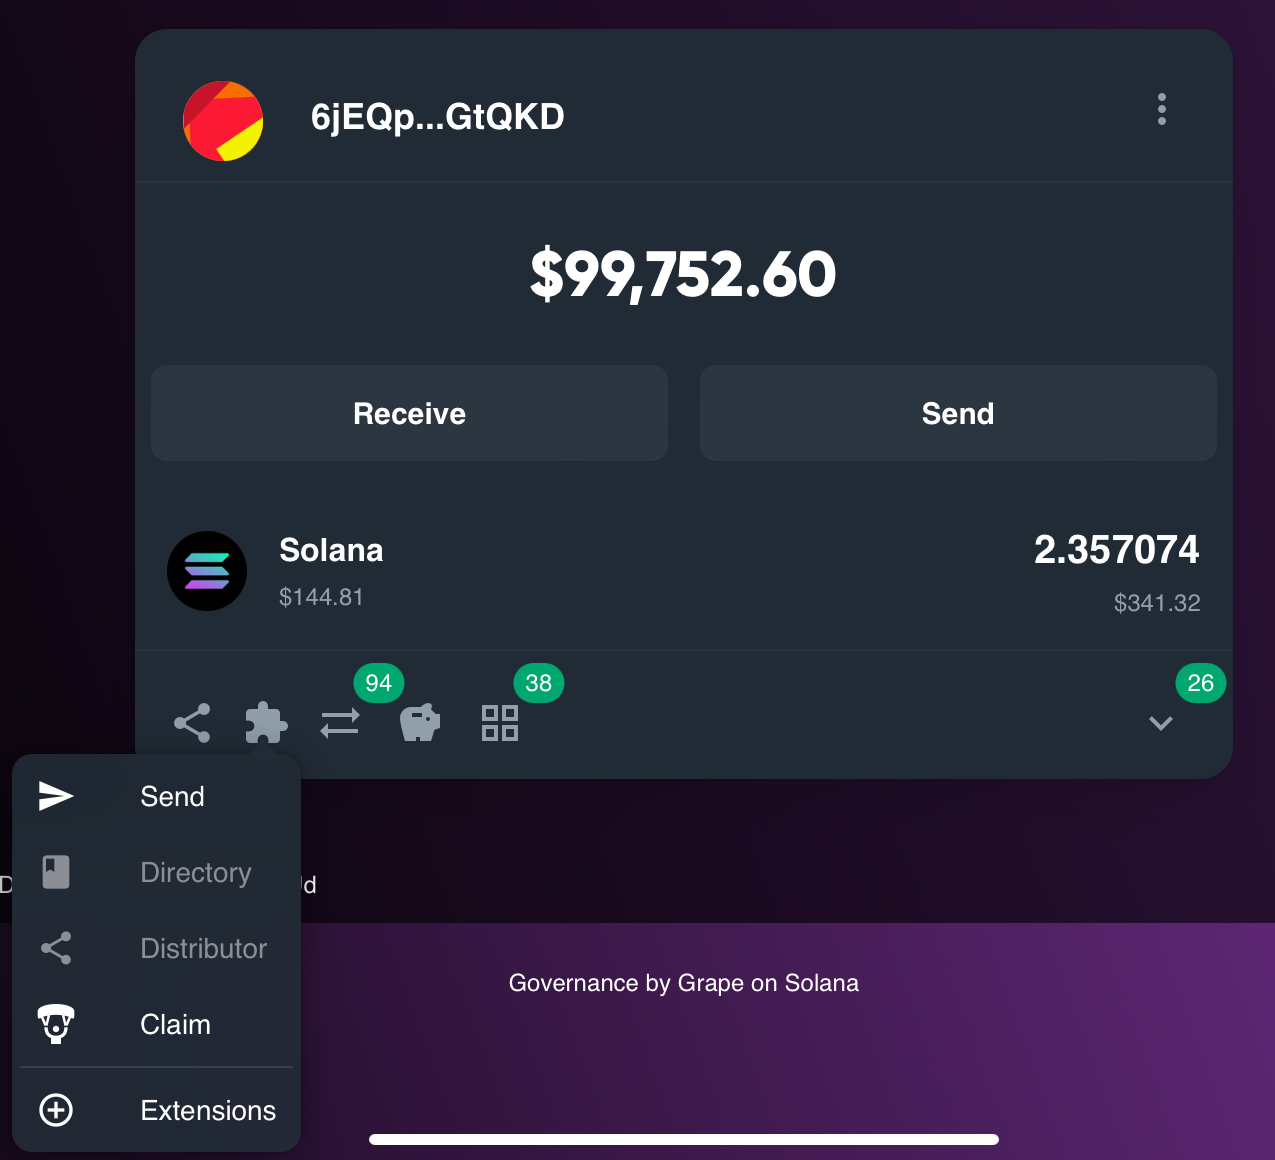 6jEQp...GtQKD
$99,752.60
Receive
Send
Solana
2.357074
$144.81
$341.32
94
38
26
Send
Directory
Distributor
Claim
Extensions
Governance by Grape on Solana